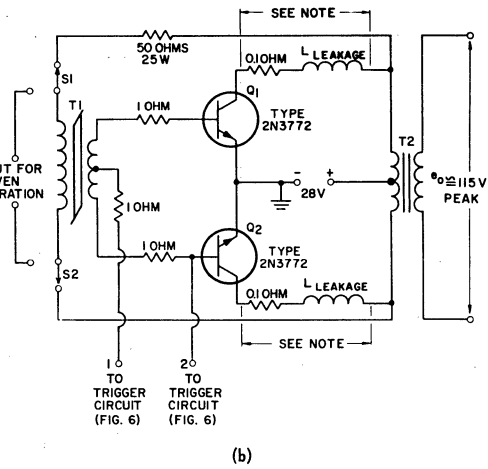 SEE NOTE
50 OHMS
25 W
0.1 OHM
L LEAKAGE
S1
T1
1 OHM
Q1
TYPE
2N3772
T2
UT FOR
VEN
RATION
1 OHM
- +
28V
e0 ≅ 115 V
PEAK
1 OHM
Q2
TYPE
2N3772
S2
0.1 OHM
L LEAKAGE
SEE NOTE
1
2
TO
TRIGGER
CIRCUIT
(FIG. 6)
TO
TRIGGER
CIRCUIT
(FIG. 6)
(b)